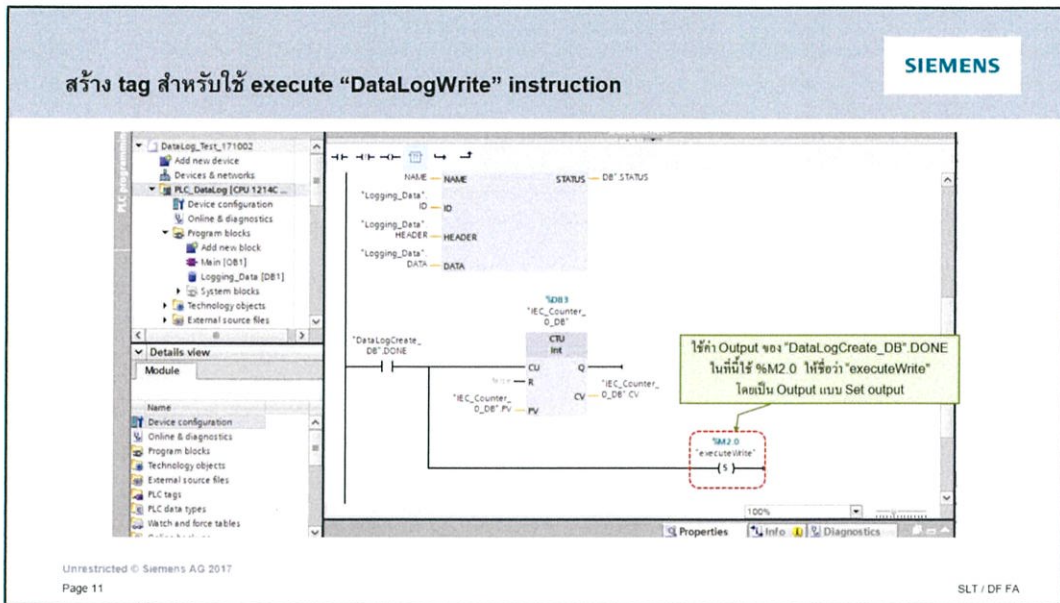 สร้าง tag สำหรับใช้ execute “DataLogWrite” instruction
SIEMENS
DataLog_Test_171002
Add new device
Devices & networks
PLC_DataLog [CPU 1214C ...
Device configuration
Online & diagnostics
Program blocks
Add new block
Main [OB1]
Logging_Data [DB1]
System blocks
Technology objects
External source files
Details view
Module
Name
Device configuration
Online & diagnostics
Program blocks
Technology objects
External source files
PLC tags
PLC data types
Watch and force tables
NAME
NAME
STATUS
DB".STATUS
"Logging_Data".
ID
ID
"Logging_Data".
HEADER
HEADER
"Logging_Data".
DATA
DATA
%DB3
"IEC_Counter_
0_DB"
CTU
Int
"DataLogCreate_
DB".DONE
CU
Q
R
CV
"IEC_Counter_
0_DB".CV
"IEC_Counter_
0_DB".PV
PV
ใช้ค่า Output ของ "DataLogCreate_DB".DONE
ในที่นี้ใช้ %M2.0 ให้ชื่อว่า "executeWrite"
โดยเป็น Output แบบ Set output
%M2.0
"executeWrite"
S
100%
Properties
Info
Diagnostics
Unrestricted © Siemens AG 2017
Page 11
SLT / DF FA